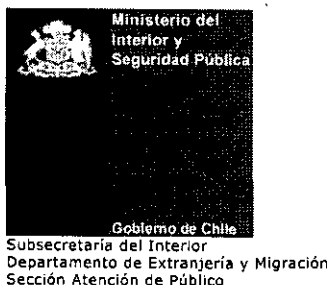 Ministerio del
Interior y
Seguridad Pública
Gobierno de Chile
Subsecretaría del Interior
Departamento de Extranjería y Migración
Sección Atención de Público